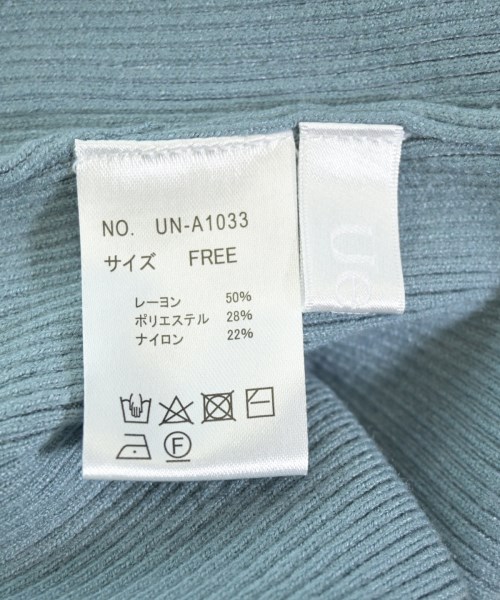 NO. UN-A1033
サイズ FREE
レーヨン 50%
ポリエステル 28%
ナイロン 22%
F
ue